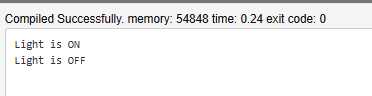 Compiled Successfully. memory: 54848 time: 0.24 exit code: 0
Light is ON
Light is OFF